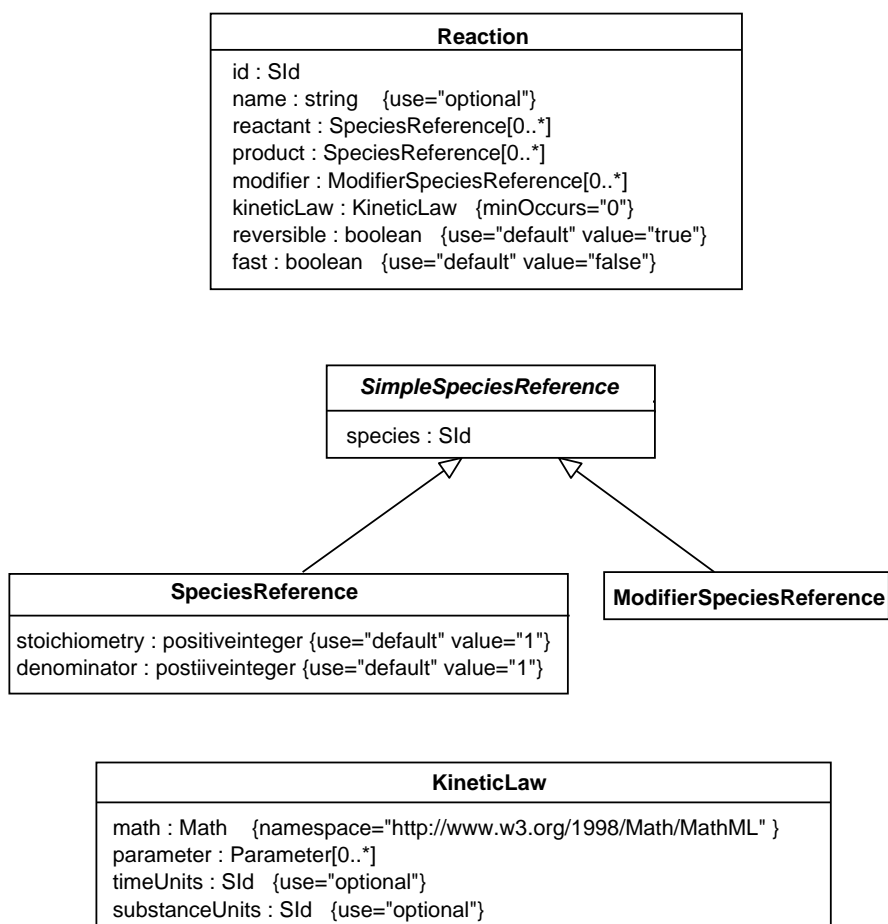 Reaction
id : SId
name : string {use="optional"}
reactant : SpeciesReference[0..*]
product : SpeciesReference[0..*]
modifier : ModifierSpeciesReference[0..*]
kineticLaw : KineticLaw {minOccurs="0"}
reversible : boolean {use="default" value="true"}
fast : boolean {use="default" value="false"}
SimpleSpeciesReference
species : SId
SpeciesReference
stoichiometry : positiveinteger {use="default" value="1"}
denominator : postiiveinteger {use="default" value="1"}
ModifierSpeciesReference
KineticLaw
math : Math {namespace="http://www.w3.org/1998/Math/MathML" }
parameter : Parameter[0..*]
timeUnits : SId {use="optional"}
substanceUnits : SId {use="optional"}